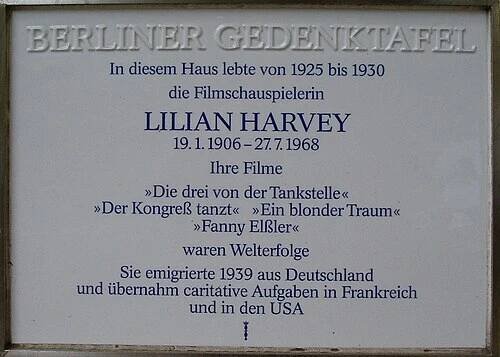 BERLINER GEDENKTAFEL
In diesem Haus lebte von 1925 bis 1930
die Filmschauspielerin
LILIAN HARVEY
19. 1. 1906 – 27. 7. 1968
Ihre Filme
»Die drei von der Tankstelle«
»Der Kongreß tanzt« »Ein blonder Traum«
»Fanny Elßler«
waren Welterfolge
Sie emigrierte 1939 aus Deutschland
und übernahm caritative Aufgaben in Frankreich
und in den USA